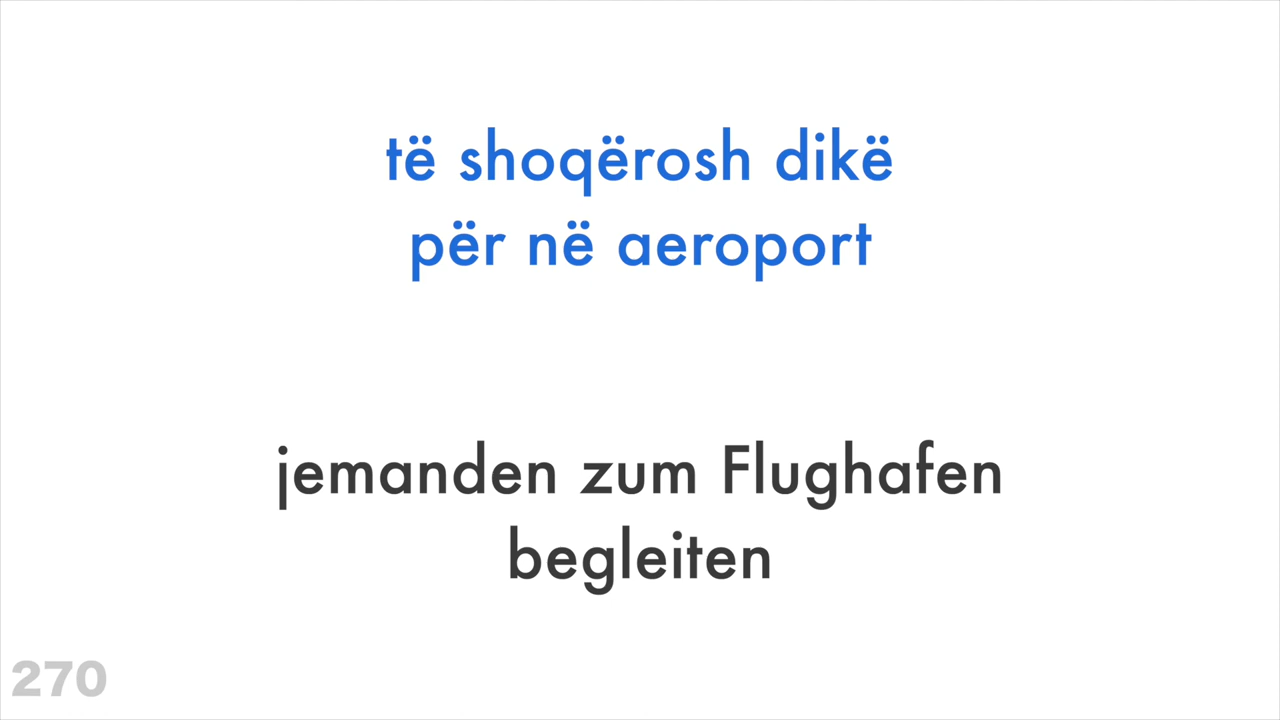 të shoqërosh dikë
për në aeroport
jemanden zum Flughafen
begleiten
270